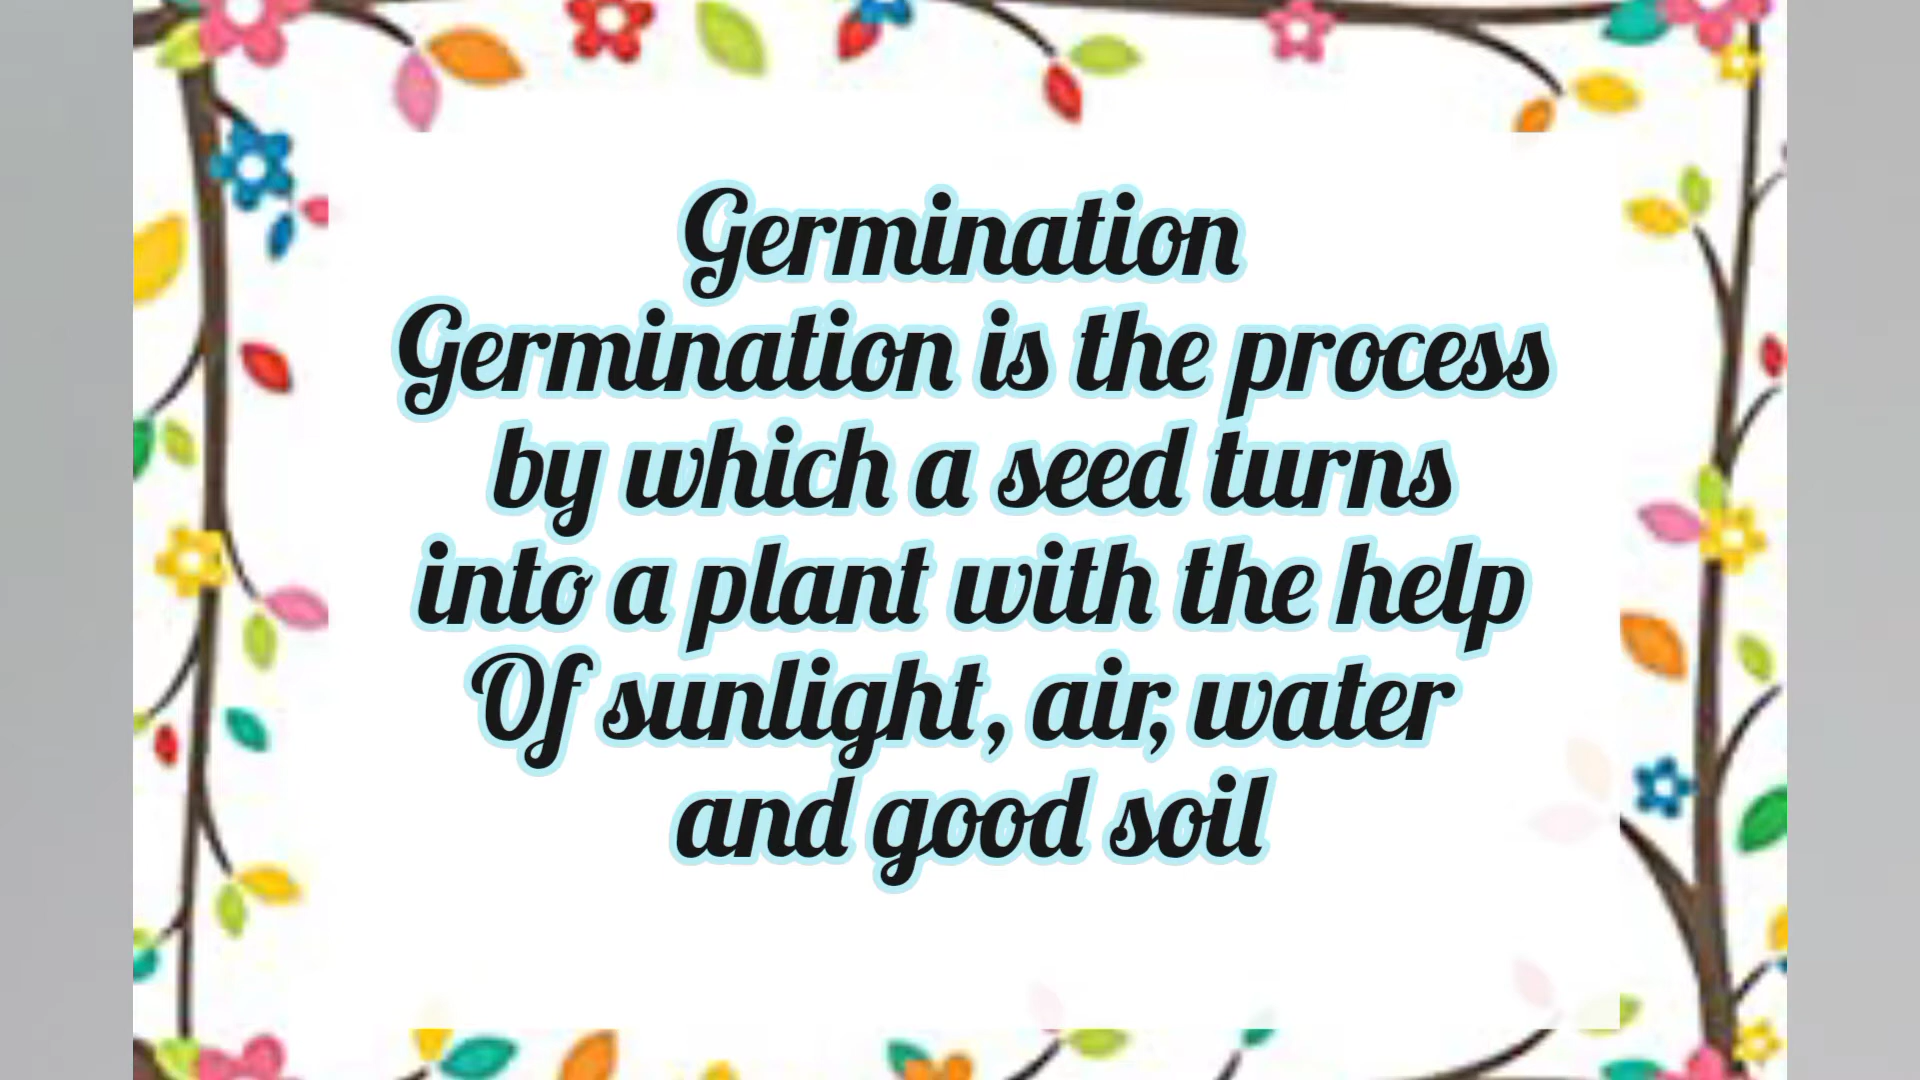 Germination
Germination is the process
by which a seed turns
into a plant with the help
Of sunlight, air, water
and good soil